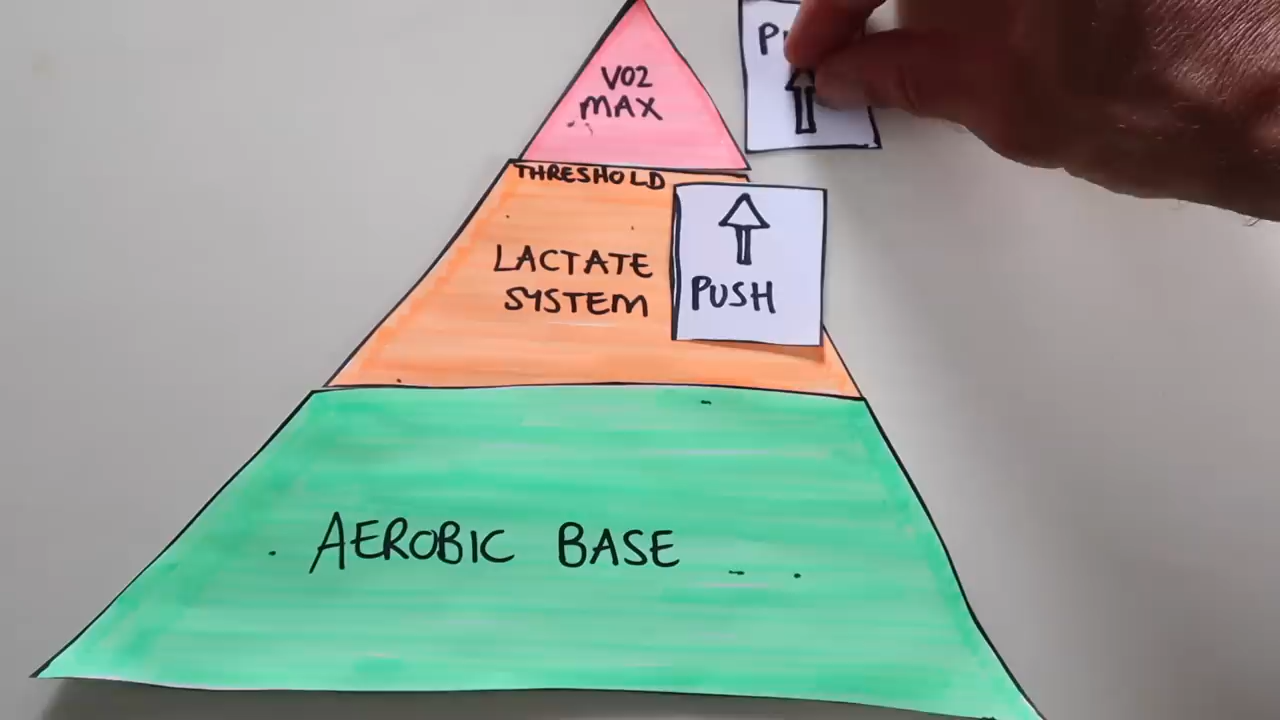 VO2
MAX
THRESHOLD
LACTATE
SYSTEM
PUSH
AEROBIC BASE